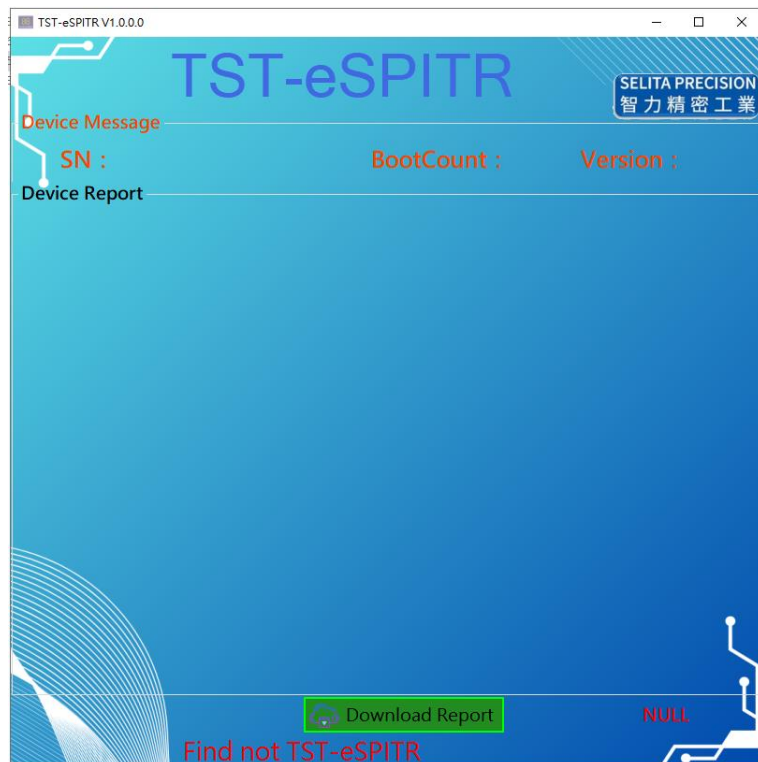 TST-eSPITR V1.0.0.0
TST-eSPITR
SELITA PRECISION
智力精密工業
Device Message
SN : BootCount : Version :
Device Report
Download Report NULL
Find not TST-eSPITR